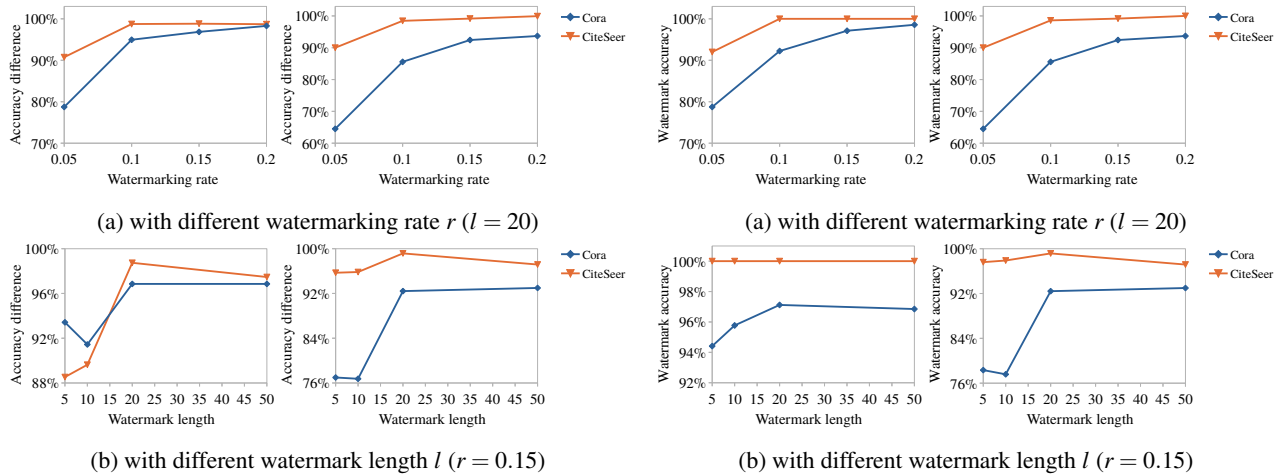 100%
90%
80%
70%
Accuracy difference
0.05 0.1 0.15 0.2
Watermarking rate
100%
90%
80%
70%
60%
Accuracy difference
0.05 0.1 0.15 0.2
Watermarking rate
Cora
CiteSeer
(a) with different watermarking rate r (l = 20)
100%
96%
92%
88%
Accuracy difference
5 10 15 20 25 30 35 40 45 50
Watermark length
100%
92%
84%
76%
Accuracy difference
5 10 15 20 25 30 35 40 45 50
Watermark length
Cora
CiteSeer
(b) with different watermark length l (r = 0.15)
100%
90%
80%
70%
Watermark accuracy
0.05 0.1 0.15 0.2
Watermarking rate
100%
90%
80%
70%
60%
Watermark accuracy
0.05 0.1 0.15 0.2
Watermarking rate
Cora
CiteSeer
(a) with different watermarking rate r (l = 20)
100%
98%
96%
94%
92%
Watermark accuracy
5 10 15 20 25 30 35 40 45 50
Watermark length
100%
92%
84%
76%
Watermark accuracy
5 10 15 20 25 30 35 40 45 50
Watermark length
Cora
CiteSeer
(b) with different watermark length l (r = 0.15)